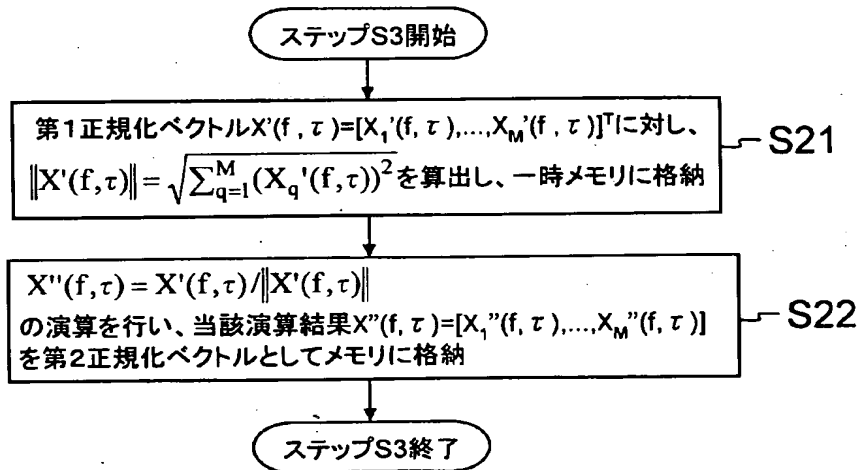 ステップS3開始
第1正規化ベクトルX'(f,τ)=[X₁'(f,τ),...,X_M'(f,τ)]ᵀに対し、
‖X'(f,τ)‖=√∑_{q=1}^{M}(X_q'(f,τ))²を算出し、一時メモリに格納
S21
X''(f,τ)=X'(f,τ)/‖X'(f,τ)‖
の演算を行い、当該演算結果X''(f,τ)=[X₁''(f,τ),...,X_M''(f,τ)]
を第2正規化ベクトルとしてメモリに格納
S22
ステップS3終了